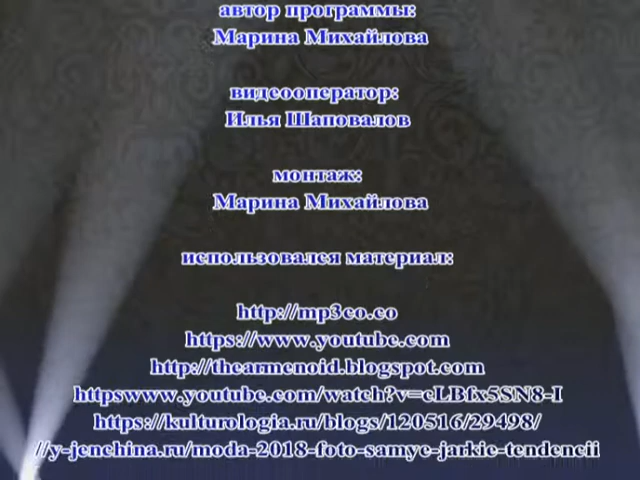 автор программы:
Марина Михайлова
видеооператор:
Илья Шаповалов
монтаж:
Марина Михайлова
использовался материал:
http://mp3co.co
https://www.youtube.com
http://thearmenoid.blogspot.com
httpswww.youtube.com/watch?v=cLBfx5SN8-I
https://kulturologia.ru/blogs/120516/29498/
//y-jenchina.ru/moda-2018-foto-samye-jarkie-tendencii